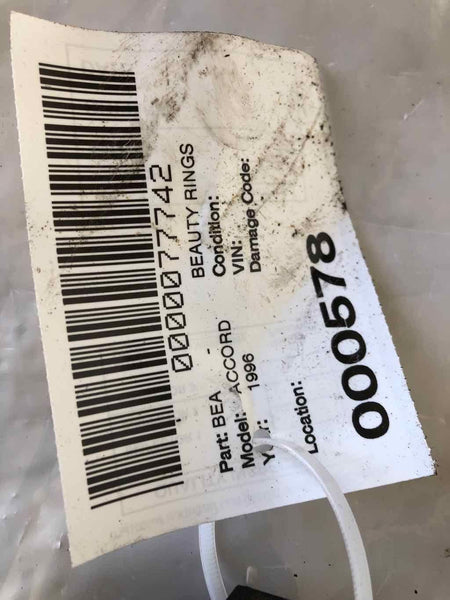 0000077742
Part: BEA - BEAUTY RINGS
Model: ACCORD Condition:
1996 VIN:
Damage Code:
Location:
000578